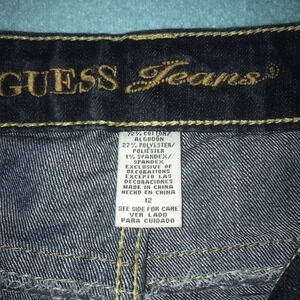 GUESS Jeans
72% COTTON/
ALGODÓN
27% POLYESTER/
POLIÉSTER
1% SPANDEX/
SPANDEX
EXCLUSIVE OF
DECORATIONS
EXCEPTO LAS
DECORACIONES
MADE IN CHINA
HECHO EN CHINA
12
SEE SIDE FOR CARE
VER LADO
PARA CUIDADO